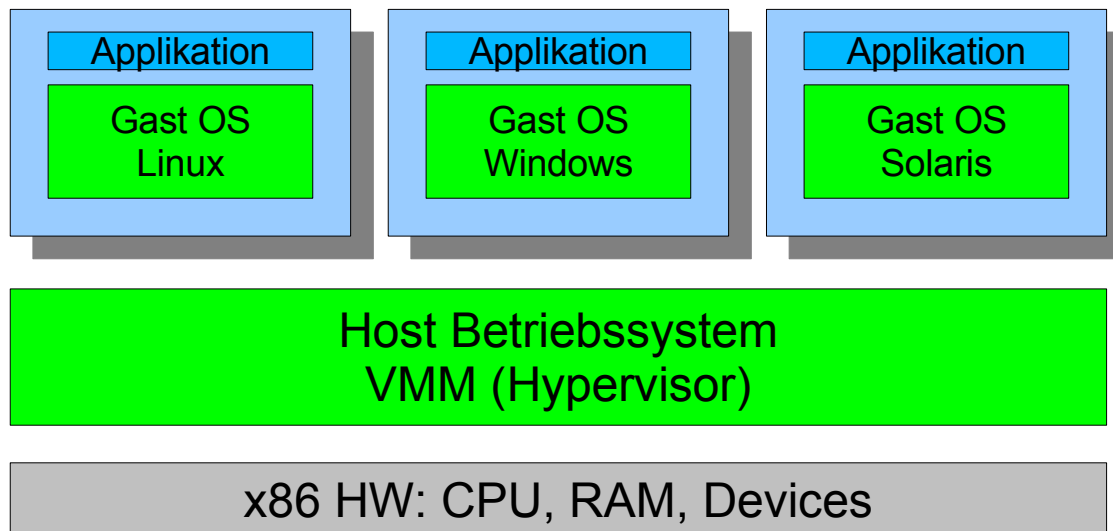 Applikation
Gast OS
Linux
Applikation
Gast OS
Windows
Applikation
Gast OS
Solaris
Host Betriebssystem
VMM (Hypervisor)
x86 HW: CPU, RAM, Devices